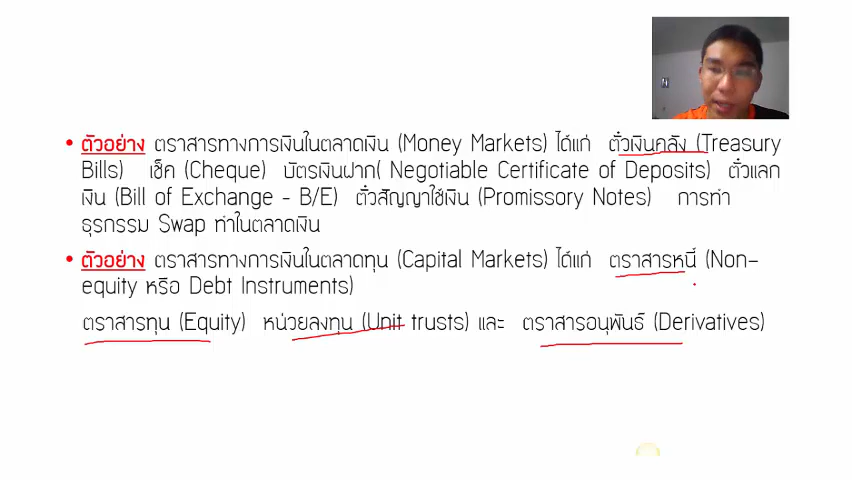 • ตัวอย่าง ตราสารทางการเงินในตลาดเงิน (Money Markets) ได้แก่ ตั๋วเงินคลัง (Treasury
Bills) เช็ค (Cheque) บัตรเงินฝาก( Negotiable Certificate of Deposits) ตั๋วแลก
เงิน (Bill of Exchange - B/E) ตั๋วสัญญาใช้เงิน (Promissory Notes) การทำ
ธุรกรรม Swap ทำในตลาดเงิน
• ตัวอย่าง ตราสารทางการเงินในตลาดทุน (Capital Markets) ได้แก่ ตราสารหนี้ (Non-
equity หรือ Debt Instruments)
ตราสารทุน (Equity) หน่วยลงทุน (Unit trusts) และ ตราสารอนุพันธ์ (Derivatives)